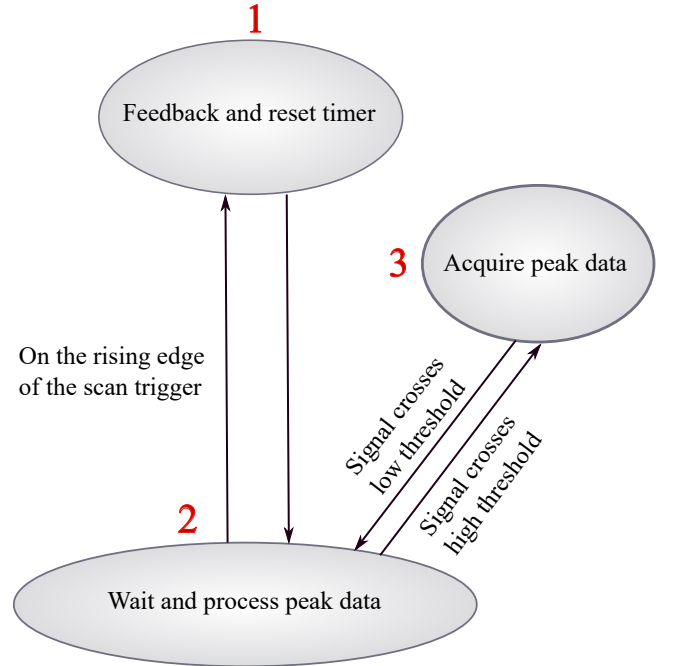 1
Feedback and reset timer
3
Acquire peak data
On the rising edge
of the scan trigger
Signal crosses
low threshold
Signal crosses
high threshold
2
Wait and process peak data